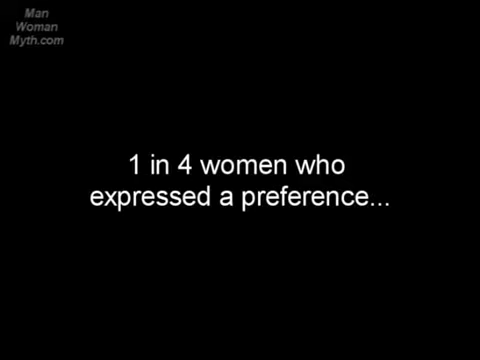 Man
Woman
Myth.com
1 in 4 women who
expressed a preference...